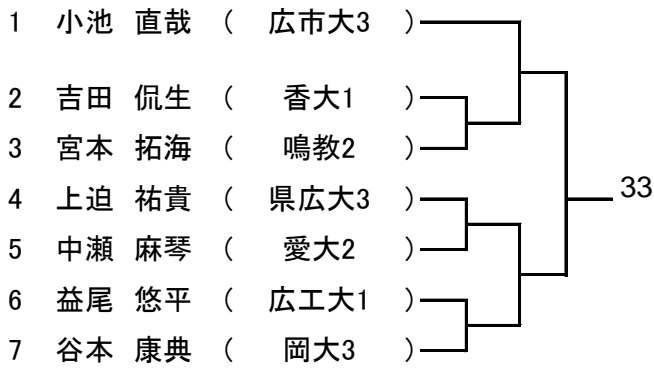 1 小池 直哉 ( 広市大3 )
2 吉田 侃生 ( 香大1 )
3 宮本 拓海 ( 鳴教2 )
4 上迫 祐貴 ( 県広大3 )
33
5 中瀬 麻琴 ( 愛大2 )
6 益尾 悠平 ( 広工大1 )
7 谷本 康典 ( 岡大3 )